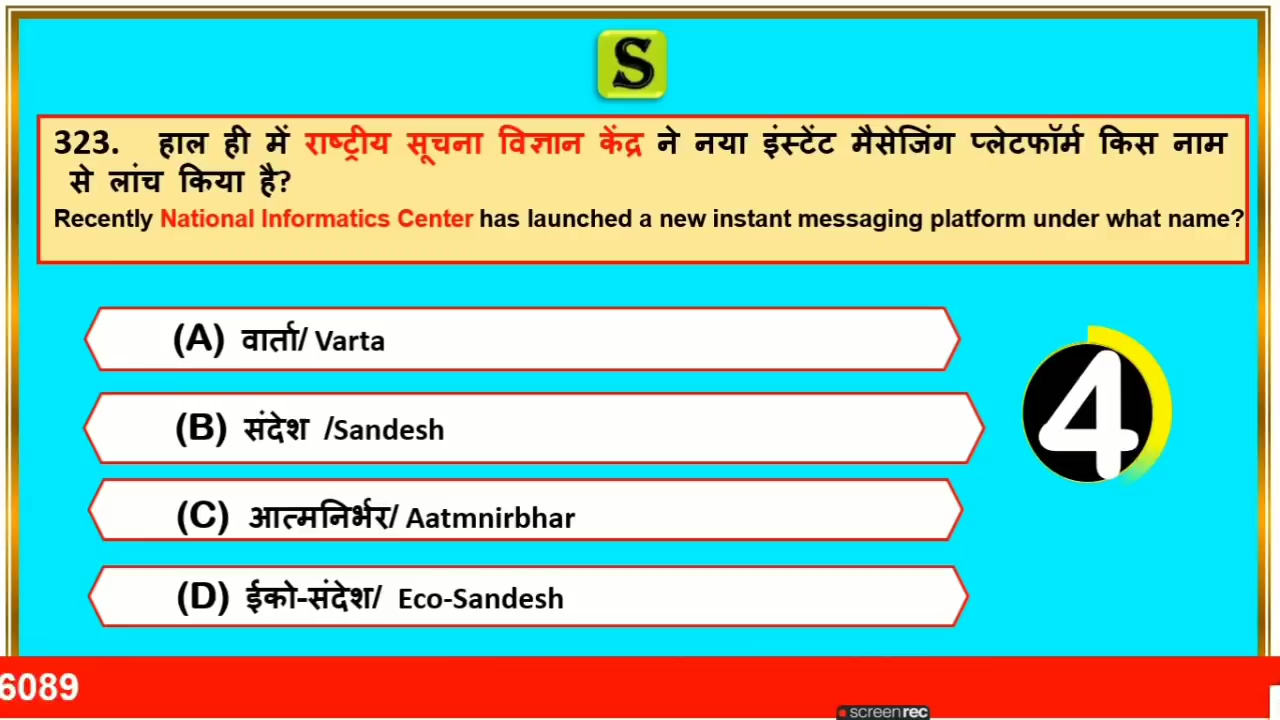 S
323. हाल ही में राष्ट्रीय सूचना विज्ञान केंद्र ने नया इंस्टेंट मैसेजिंग प्लेटफॉर्म किस नाम
से लांच किया है?
Recently National Informatics Center has launched a new instant messaging platform under what name?
(A) वार्ता/ Varta
(B) संदेश /Sandesh
4
(C) आत्मनिर्भर/ Aatmnirbhar
(D) ईको-संदेश/ Eco-Sandesh
6089
screenrec